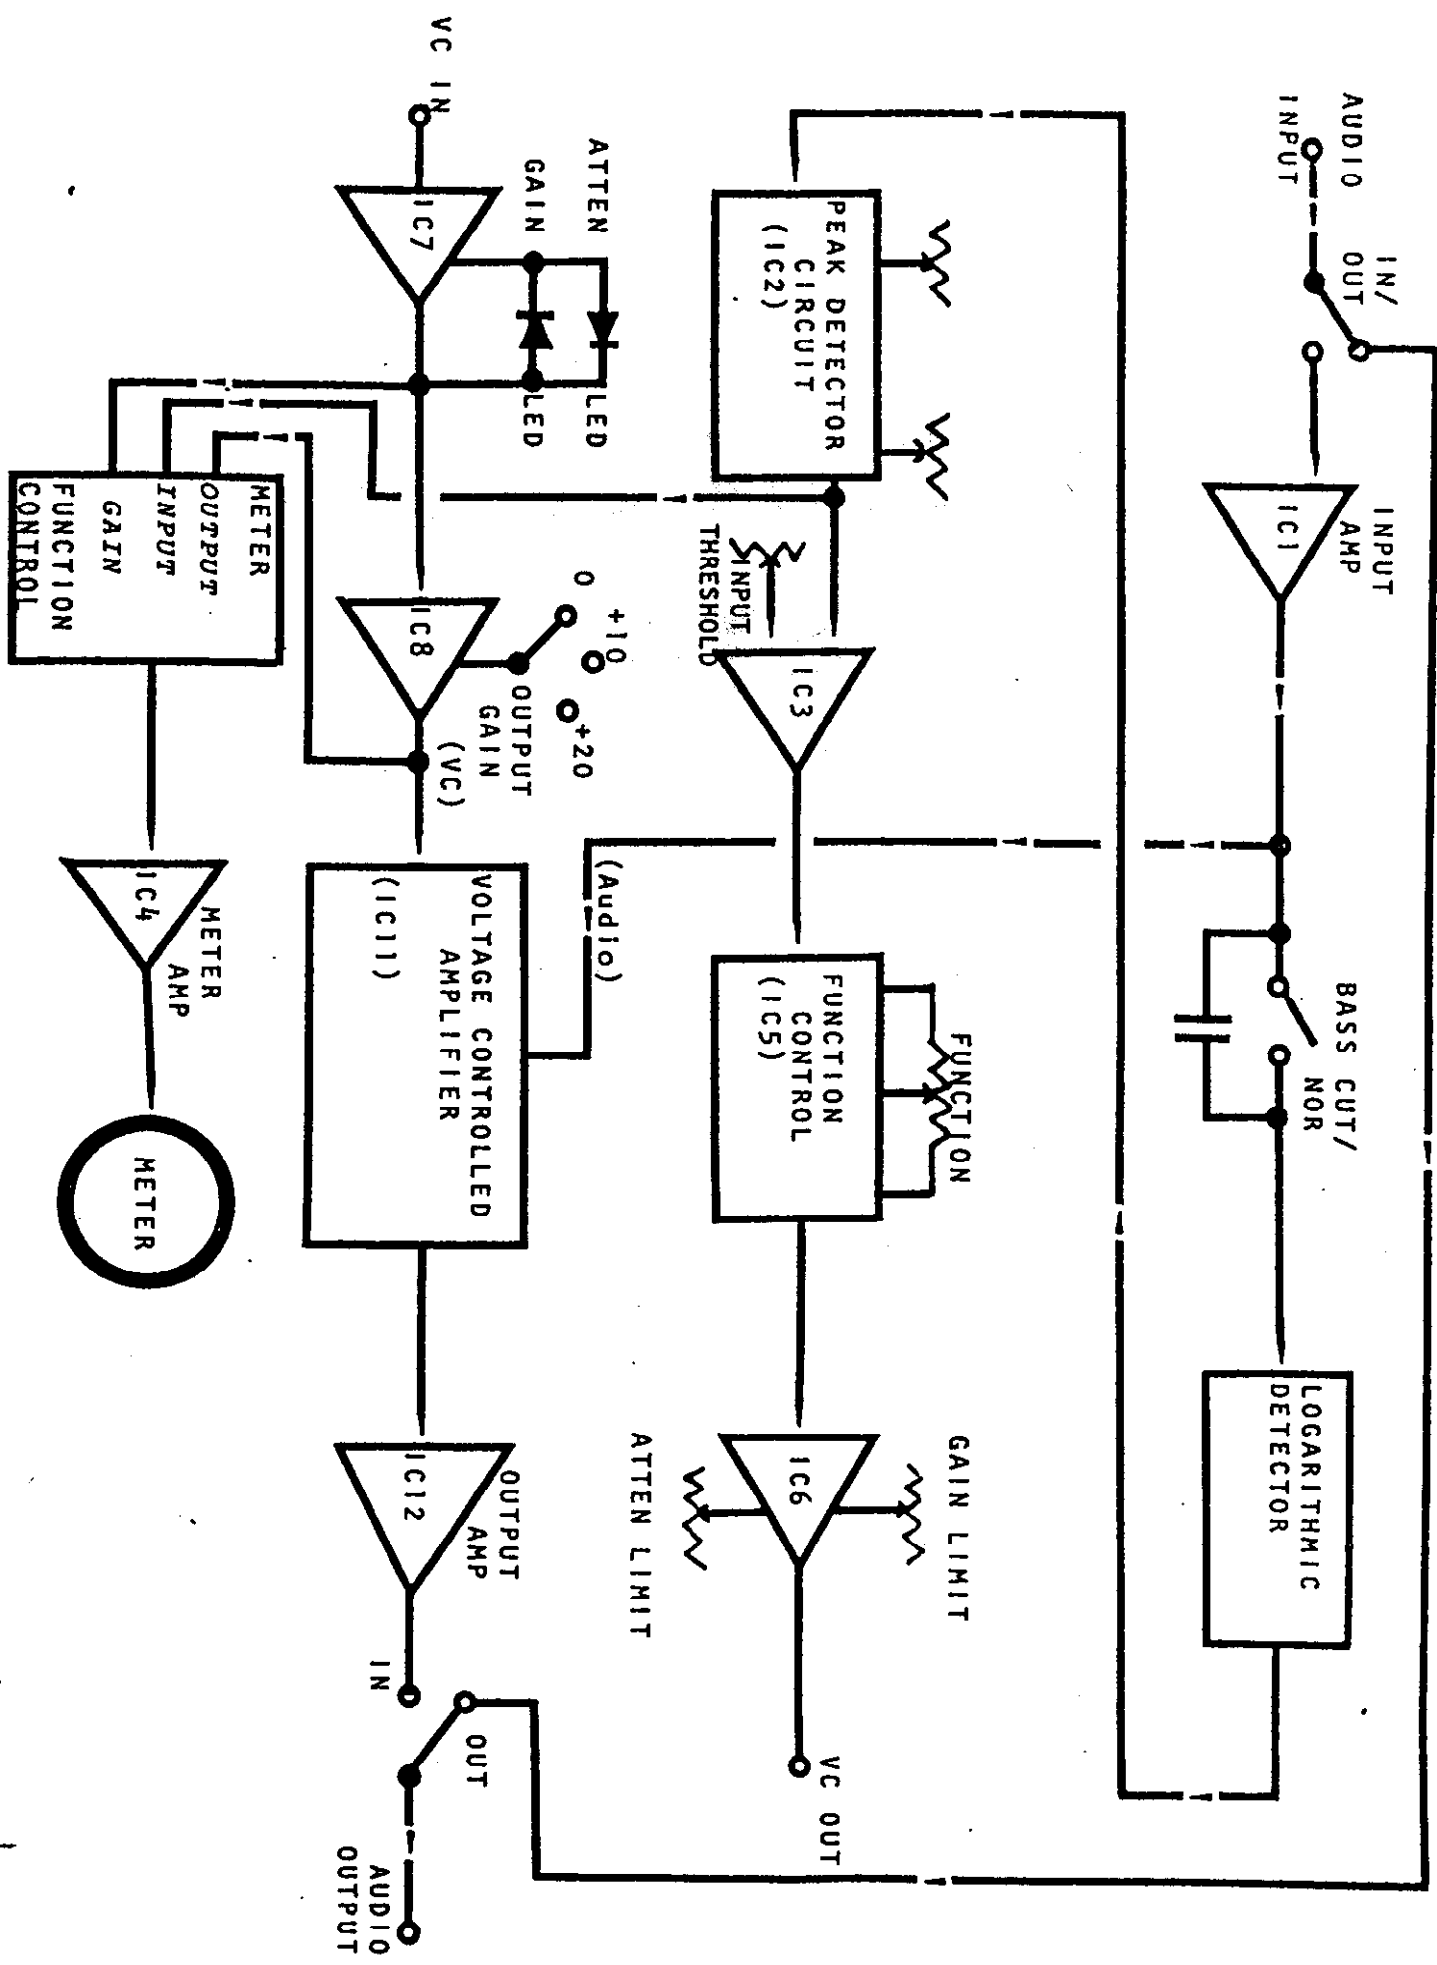 AUDIO
INPUT
IN/
OUT
INPUT
AMP
IC1
BASS CUT/
NOR
LOGARITHMIC
DETECTOR
PEAK DETECTOR
CIRCUIT
(IC2)
INPUT
THRESHOLD
IC3
FUNCTION
FUNCTION
CONTROL
(IC5)
GAIN LIMIT
IC6
ATTEN LIMIT
VC OUT
ATTEN
LED
GAIN
LED
VC IN
IC7
0
+10
+20
IC8
OUTPUT
GAIN
(VC)
(Audio)
VOLTAGE CONTROLLED
AMPLIFIER
(IC11)
OUTPUT
AMP
IC12
IN
OUT
AUDIO
OUTPUT
METER
OUTPUT
INPUT
GAIN
FUNCTION
CONTROL
METER
AMP
IC4
METER